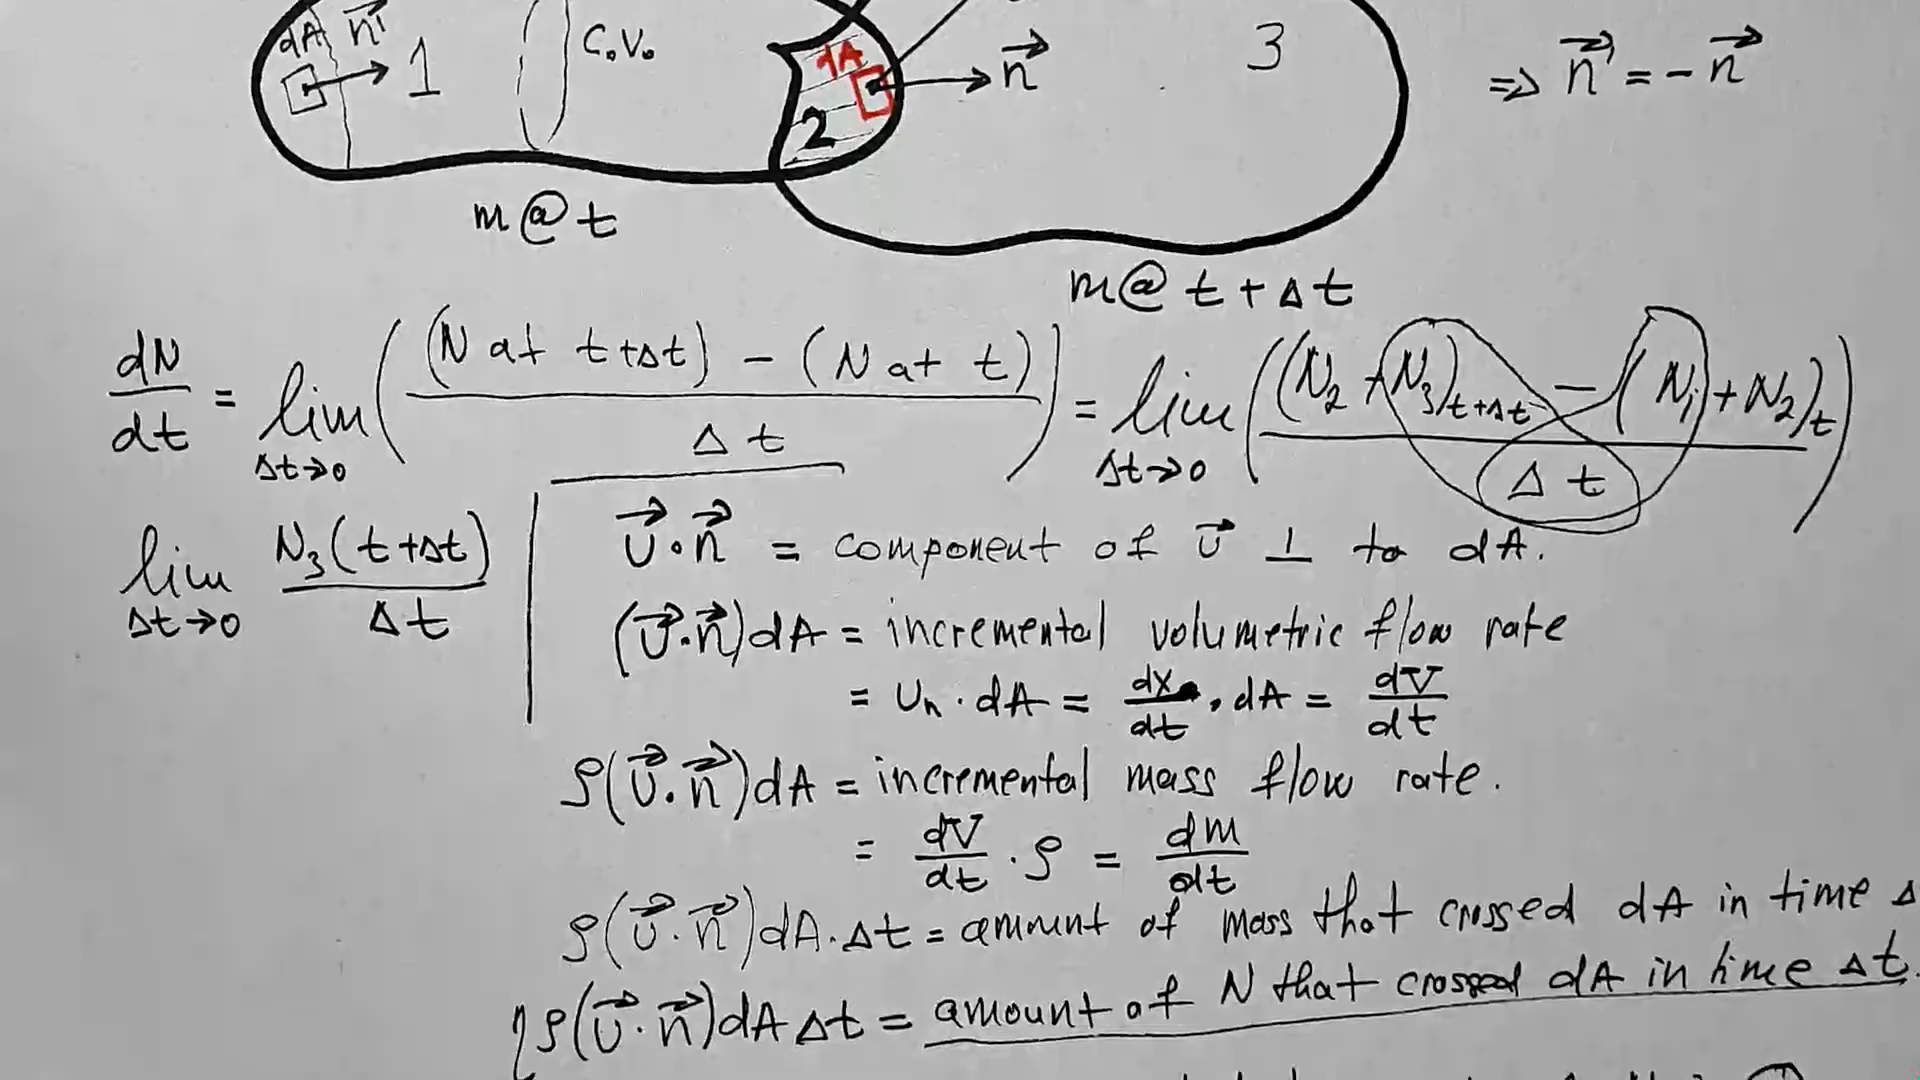 dA n⃗' 1 C.V. 1A 2 n⃗ 3 ⇒ n⃗' = - n⃗
m@t
m@ t + Δt
dN/dt = lim Δt→0 (((N at t+Δt) - (N at t))/Δt) = lim Δt→0 (((N₂ + N₃)t+Δt - (N₁ + N₂)t)/Δt)
lim Δt→0 N₃(t+Δt)/Δt
υ⃗·n⃗ = component of υ⃗ ⊥ to dA.
(υ⃗·n⃗)dA = incremental volumetric flow rate
= υₙ · dA = dx/dt · dA = dV/dt
ρ(υ⃗·n⃗)dA = incremental mass flow rate.
= dV/dt · ρ = dm/dt
ρ(υ⃗·n⃗)dA·Δt = amount of mass that crossed dA in time Δ
ηρ(υ⃗·n⃗)dAΔt = amount of N that crossed dA in time Δt.